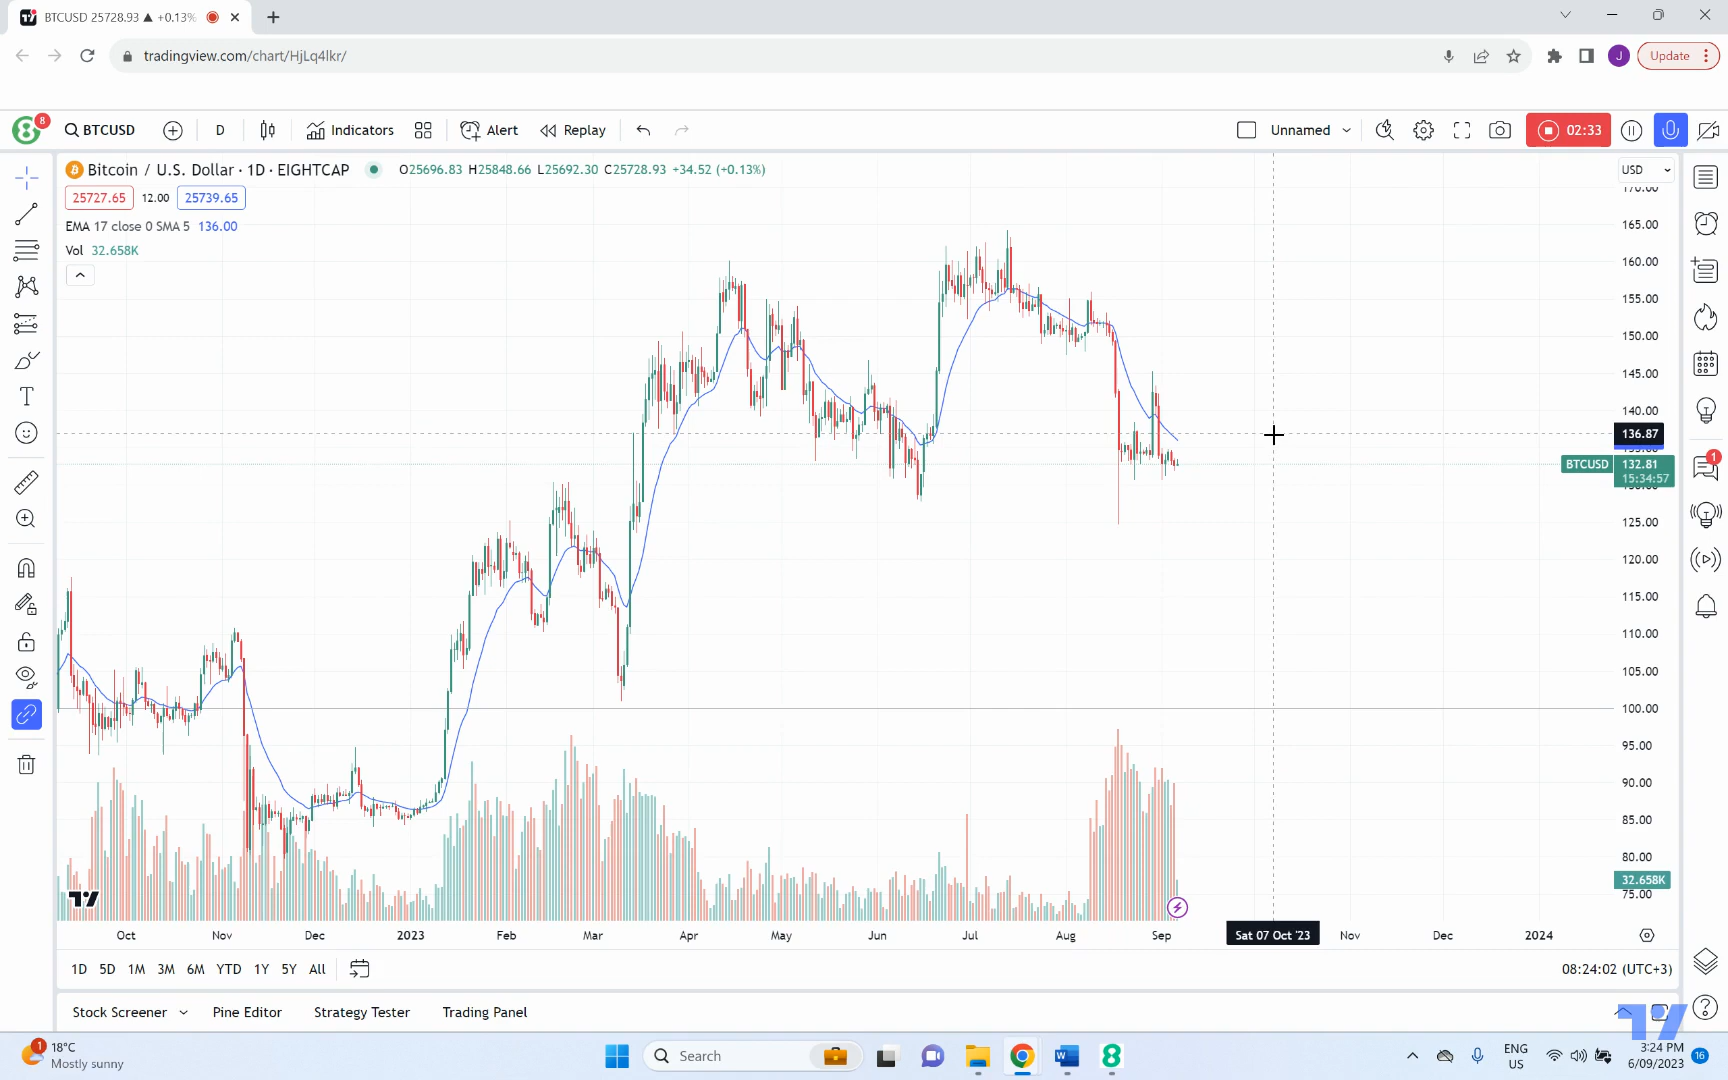 BTCUSD 25728.93 ▲ +0.13%
tradingview.com/chart/HjLq4lkr/
J
Update
8
BTCUSD
D
Indicators
Alert
Replay
Unnamed
02:33
Bitcoin / U.S. Dollar · 1D · EIGHTCAP
O25696.83 H25848.66 L25692.30 C25728.93 +34.52 (+0.13%)
USD
25727.65
12.00
25739.65
EMA 17 close 0 SMA 5 136.00
Vol 32.658K
170.00
165.00
160.00
155.00
150.00
145.00
140.00
136.87
BTCUSD 132.81
15:34:57
125.00
120.00
115.00
110.00
105.00
100.00
95.00
90.00
85.00
80.00
32.658K
75.00
1
Oct
Nov
Dec
2023
Feb
Mar
Apr
May
Jun
Jul
Aug
Sep
Sat 07 Oct '23
Nov
Dec
2024
1D
5D
1M
3M
6M
YTD
1Y
5Y
All
08:24:02 (UTC+3)
Stock Screener
Pine Editor
Strategy Tester
Trading Panel
1
18°C
Mostly sunny
Search
ENG
US
3:24 PM
6/09/2023
16